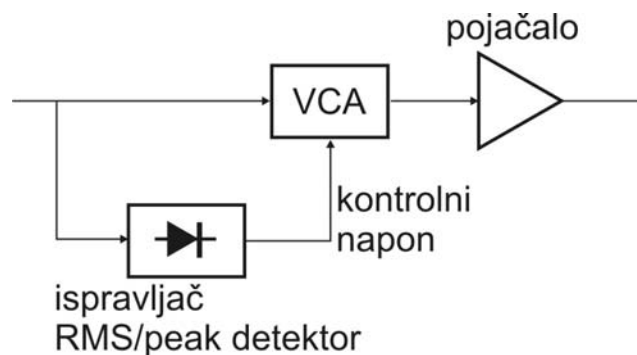 pojačalo
VCA
kontrolni
napon
ispravljač
RMS/peak detektor